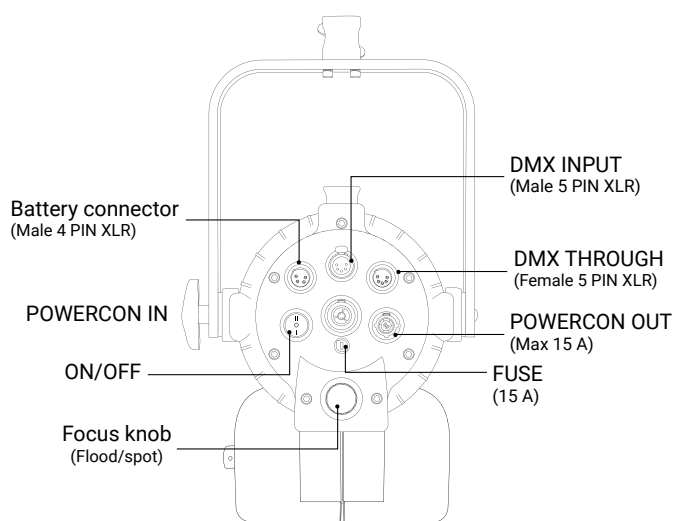 DMX INPUT
(Male 5 PIN XLR)
Battery connector
(Male 4 PIN XLR)
DMX THROUGH
(Female 5 PIN XLR)
POWERCON IN
POWERCON OUT
(Max 15 A)
II
I
ON/OFF
FUSE
(15 A)
Focus knob
(Flood/spot)